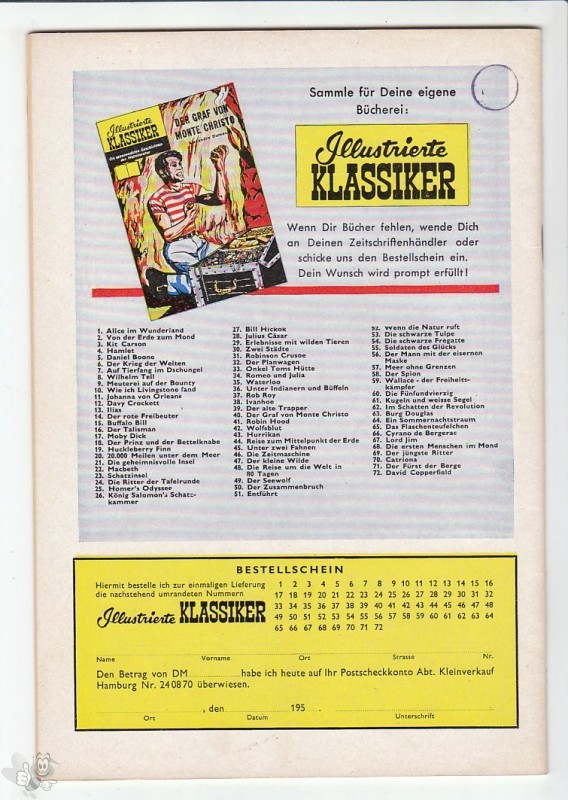 Sammle für Deine eigene
Bücherei:
Illustrierte
KLASSIKER
Wenn Dir Bücher fehlen, wende Dich
an Deinen Zeitschriftenhändler oder
schicke uns den Bestellschein ein.
Dein Wunsch wird prompt erfüllt!
Illustrierte
KLASSIKER
DER GRAF VON
MONTE CHRISTO
1. Alice im Wunderland
2. Von der Erde zum Mond
3. Kit Carson
4. Hamlet
5. Daniel Boone
6. Der Krieg der Welten
7. Auf Tieffang im Dschungel
8. Wilhelm Tell
9. Meuterei auf der Bounty
10. Wie ich Livingstone fand
11. Johanna von Orleans
12. Davy Crockett
13. Ilias
14. Der rote Freibeuter
15. Buffalo Bill
16. Der Talisman
17. Moby Dick
18. Der Prinz und der Bettelknabe
19. Huckleberry Finn
20. 20.000 Meilen unter dem Meer
21. Die geheimnisvolle Insel
22. Macbeth
23. Schatzinsel
24. Die Ritter der Tafelrunde
25. Homer's Odyssee
26. König Salomon's Schatz-
kammer
27. Bill Hickok
28. Julius Cäsar
29. Erlebnisse mit wilden Tieren
30. Zwei Städte
31. Robinson Crusoe
32. Der Planwagen
33. Onkel Toms Hütte
34. Romeo und Julia
35. Waterloo
36. Unter Indianern und Büffeln
37. Rob Roy
38. Ivanhoe
39. Der alte Trapper
40. Der Graf von Monte Christo
41. Robin Hood
42. Wolfsblut
43. Hurrikan
44. Reise zum Mittelpunkt der Erde
45. Unter zwei Fahnen
46. Die Zeitmaschine
47. Der kleine Wilde
48. Die Reise um die Welt in
80 Tagen
49. Der Seewolf
50. Der Zusammenbruch
51. Entführt
52. Wenn die Natur ruft
53. Die schwarze Tulpe
54. Die schwarze Fregatte
55. Soldaten des Glücks
56. Der Mann mit der eisernen
Maske
57. Meer ohne Grenzen
58. Der Spion
59. Wallace - der Freiheits-
kämpfer
60. Die Fünfundvierzig
61. Kugeln und weisse Segel
62. Im Schatten der Revolution
63. Burg Douglas
64. Ein Sommernachtstraum
65. Das Flaschenteufelchen
66. Cyrano de Bergerac
67. Lord Jim
68. Die ersten Menschen im Mond
69. Der jüngste Ritter
70. Catriona
71. Der Fürst der Berge
72. David Copperfield
BESTELLSCHEIN
Hiermit bestelle ich zur einmaligen Lieferung
die nachstehend umrandeten Nummern
Illustrierte KLASSIKER
1 2 3 4 5 6 7 8 9 10 11 12 13 14 15 16
17 18 19 20 21 22 23 24 25 26 27 28 29 30 31 32
33 34 35 36 37 38 39 40 41 42 43 44 45 46 47 48
49 50 51 52 53 54 55 56 57 58 59 60 61 62 63 64
65 66 67 68 69 70 71 72
Name Vorname Ort Strasse Nr.
Den Betrag von DM habe ich heute auf Ihr Postscheckkonto Abt. Kleinverkauf
Hamburg Nr. 240870 überwiesen.
, den 195 .
Ort Datum Unterschrift